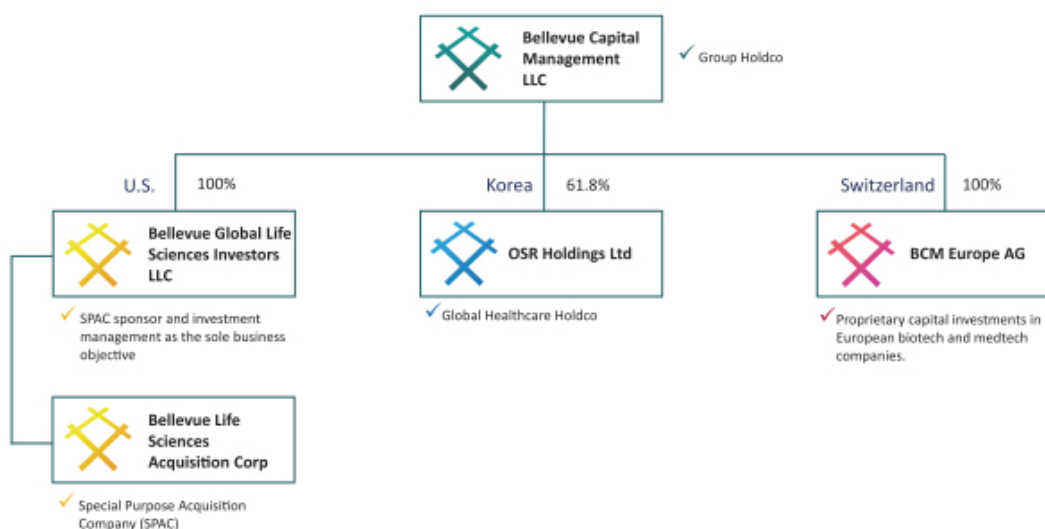 Bellevue Capital
Management
LLC
Group Holdco
U.S.
100%
Korea
61.8%
Switzerland
100%
Bellevue Global Life
Sciences Investors
LLC
OSR Holdings Ltd
BCM Europe AG
SPAC sponsor and investment
management as the sole business
objective
Global Healthcare Holdco
Proprietary capital investments in
European biotech and medtech
companies.
Bellevue Life
Sciences
Acquisition Corp
Special Purpose Acquisition
Company (SPAC)